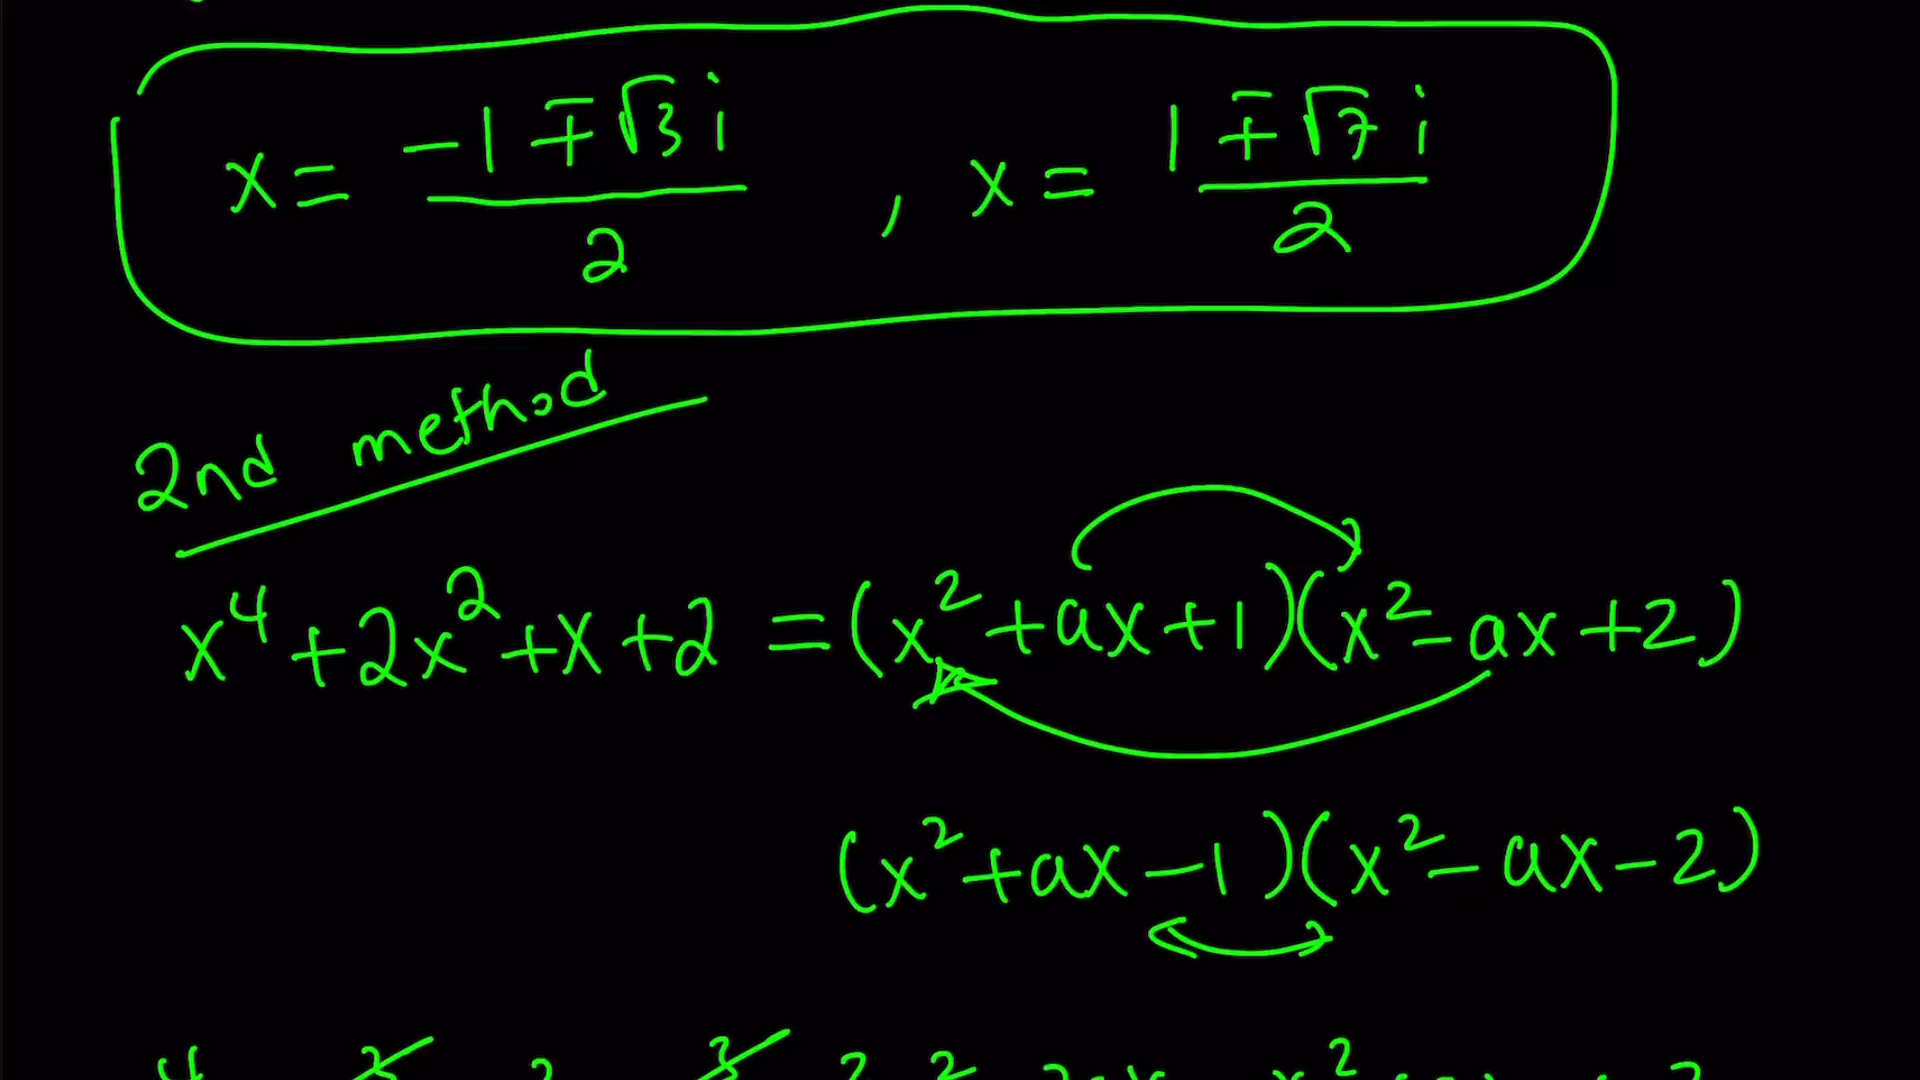 x = (-1 ∓ √3 i)/2 , x = (1 ∓ √7 i)/2
2nd method
x⁴ + 2x² + x + 2 = (x² + ax + 1)(x² - ax + 2)
(x² + ax - 1)(x² - ax - 2)